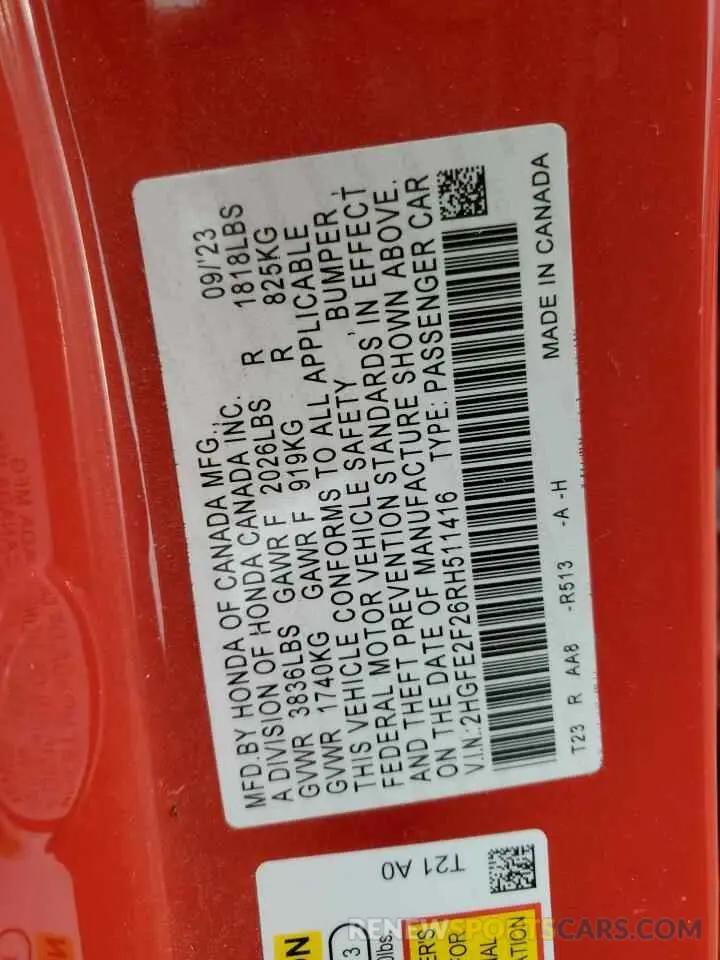 MFD.BY HONDA OF CANADA MFG., 09/'23
A DIVISION OF HONDA CANADA INC.
GVWR 3836LBS GAWR F 2026LBS R 1818LBS
GVWR 1740KG GAWR F 919KG R 825KG
THIS VEHICLE CONFORMS TO ALL APPLICABLE
FEDERAL MOTOR VEHICLE SAFETY, BUMPER,
AND THEFT PREVENTION STANDARDS, IN EFFECT
ON THE DATE OF MANUFACTURE SHOWN ABOVE.
V.I.N.:2HGFE2F26RH511416 TYPE: PASSENGER CAR
T23 R AA8 -R513 -A -H MADE IN CANADA
T21 A0
3
lbs.
FOR
RENEWSPORTSCARS.COM